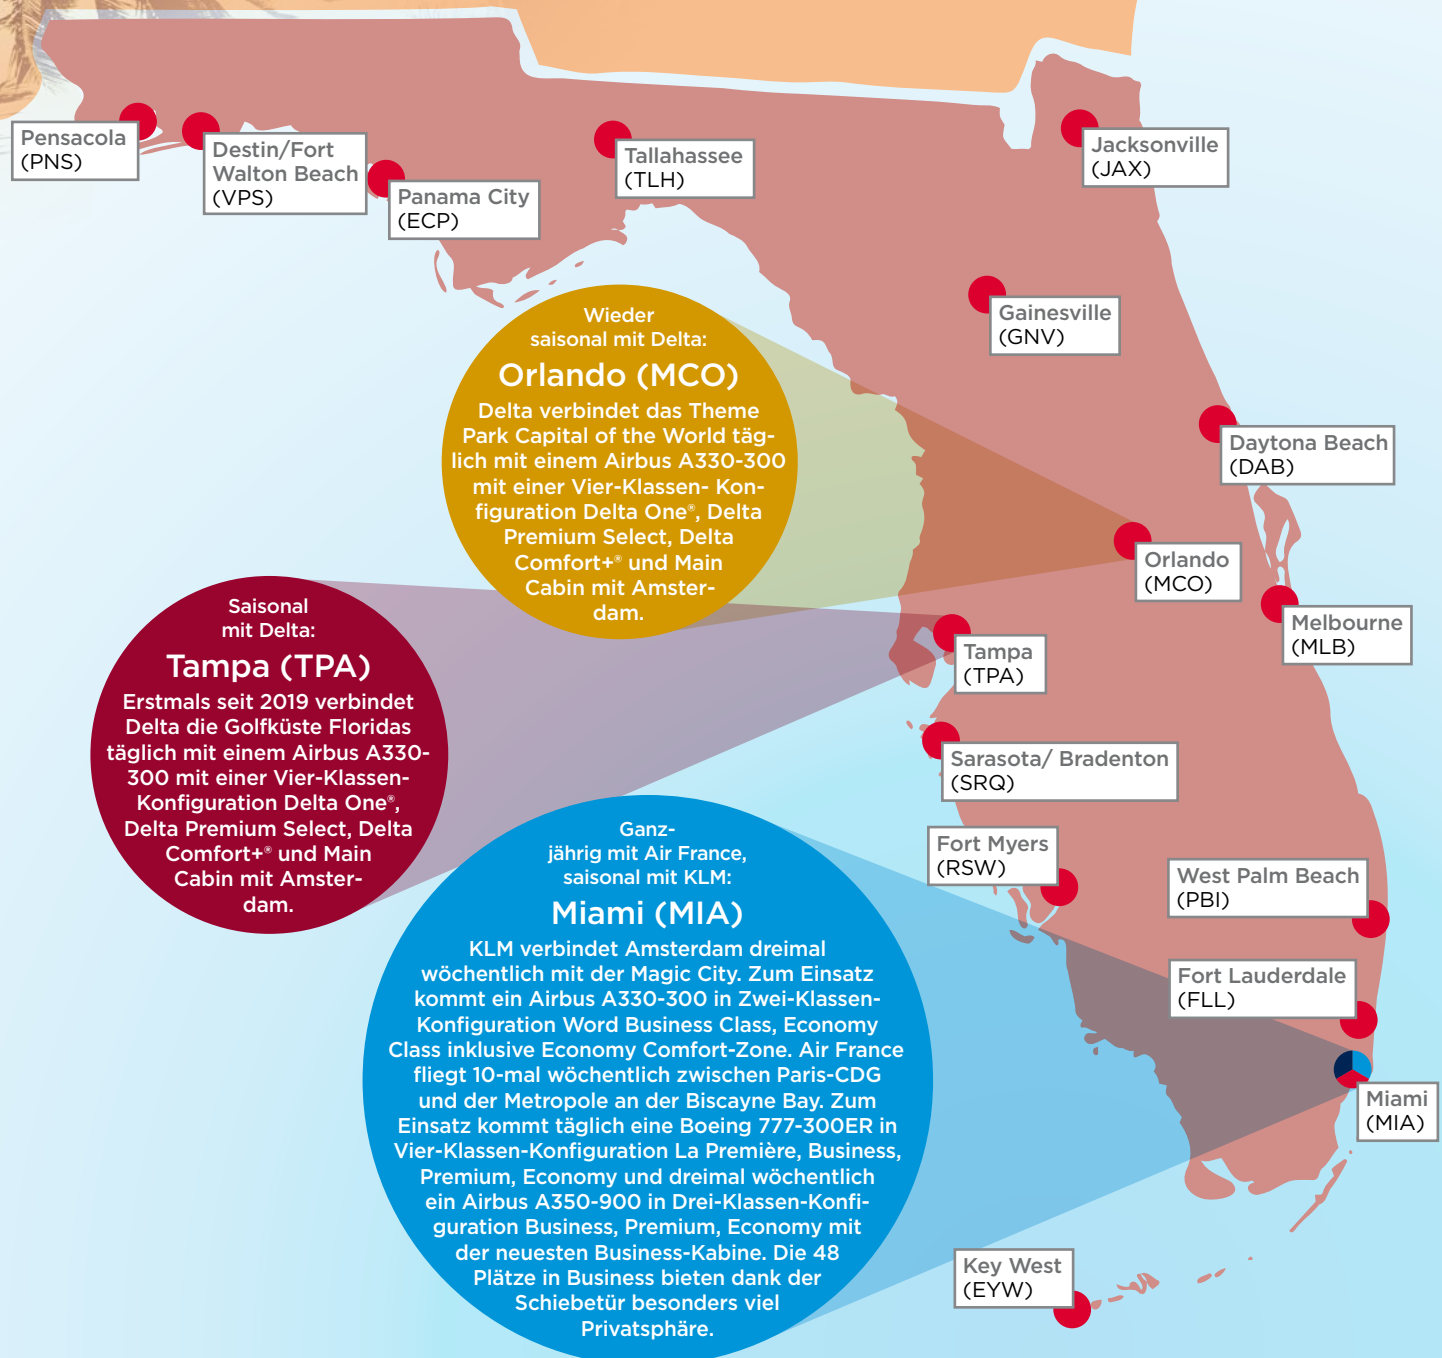 Pensacola
(PNS)
Destin/Fort
Walton Beach
(VPS)
Panama City
(ECP)
Tallahassee
(TLH)
Jacksonville
(JAX)
Gainesville
(GNV)
Daytona Beach
(DAB)
Orlando
(MCO)
Melbourne
(MLB)
Tampa
(TPA)
Sarasota/ Bradenton
(SRQ)
Fort Myers
(RSW)
West Palm Beach
(PBI)
Fort Lauderdale
(FLL)
Miami
(MIA)
Key West
(EYW)
Wieder
saisonal mit Delta:
Orlando (MCO)
Delta verbindet das Theme
Park Capital of the World täg-
lich mit einem Airbus A330-300
mit einer Vier-Klassen- Kon-
figuration Delta One®, Delta
Premium Select, Delta
Comfort+® und Main
Cabin mit Amster-
dam.
Saisonal
mit Delta:
Tampa (TPA)
Erstmals seit 2019 verbindet
Delta die Golfküste Floridas
täglich mit einem Airbus A330-
300 mit einer Vier-Klassen-
Konfiguration Delta One®,
Delta Premium Select, Delta
Comfort+® und Main
Cabin mit Amster-
dam.
Ganz-
jährig mit Air France,
saisonal mit KLM:
Miami (MIA)
KLM verbindet Amsterdam dreimal
wöchentlich mit der Magic City. Zum Einsatz
kommt ein Airbus A330-300 in Zwei-Klassen-
Konfiguration Word Business Class, Economy
Class inklusive Economy Comfort-Zone. Air France
fliegt 10-mal wöchentlich zwischen Paris-CDG
und der Metropole an der Biscayne Bay. Zum
Einsatz kommt täglich eine Boeing 777-300ER in
Vier-Klassen-Konfiguration La Première, Business,
Premium, Economy und dreimal wöchentlich
ein Airbus A350-900 in Drei-Klassen-Konfi-
guration Business, Premium, Economy mit
der neuesten Business-Kabine. Die 48
Plätze in Business bieten dank der
Schiebetür besonders viel
Privatsphäre.